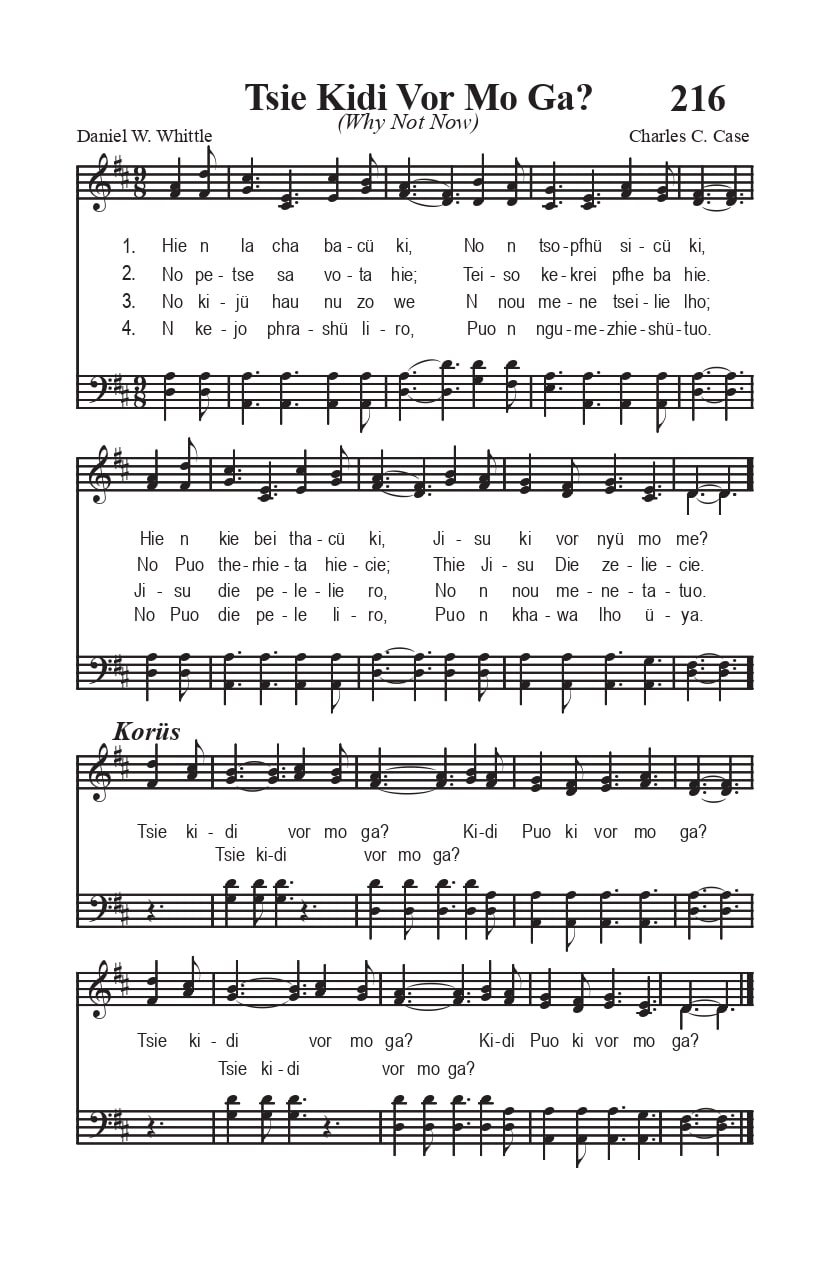 Tsie Kidi Vor Mo Ga? 216
(Why Not Now)
Daniel W. Whittle Charles C. Case
1. Hie n la cha ba - cü ki, No n tso - pfhü si - cü ki,
2. No pe - tse sa vo - ta hie; Tei - so ke - krei pfhe ba hie.
3. No ki - jü hau nu zo we N nou me - ne tsei - lie lho;
4. N ke - jo phra - shü li - ro, Puo n ngu - me - zhie - shü - tuo.
Hie n kie bei tha - cü ki, Ji - su ki vor nyü mo me?
No Puo the - rhie - ta hie - cie; Thie Ji - su Die ze - lie - cie.
Ji - su die pe - le - lie ro, No n nou me - ne - ta - tuo.
No Puo die pe - le li - ro, Puo n kha - wa lho ü - ya.
Korüs
Tsie ki - di vor mo ga? Ki - di Puo ki vor mo ga?
Tsie ki - di vor mo ga?
Tsie ki - di vor mo ga? Ki - di Puo ki vor mo ga?
Tsie ki - di vor mo ga?